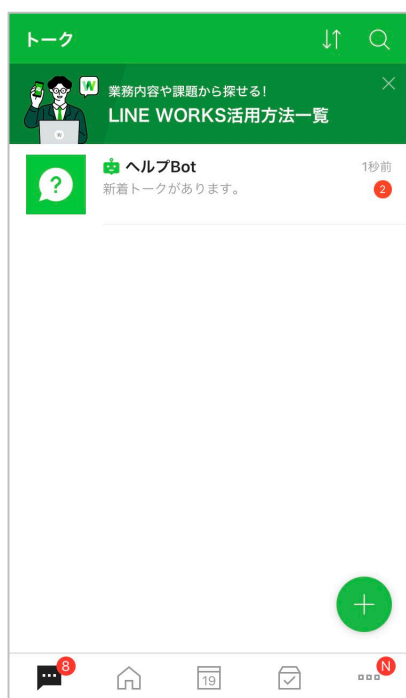 トーク
W
業務内容や課題から探せる!
LINE WORKS活用方法一覧
?
ヘルプBot
1秒前
新着トークがあります。
2
8
19
N